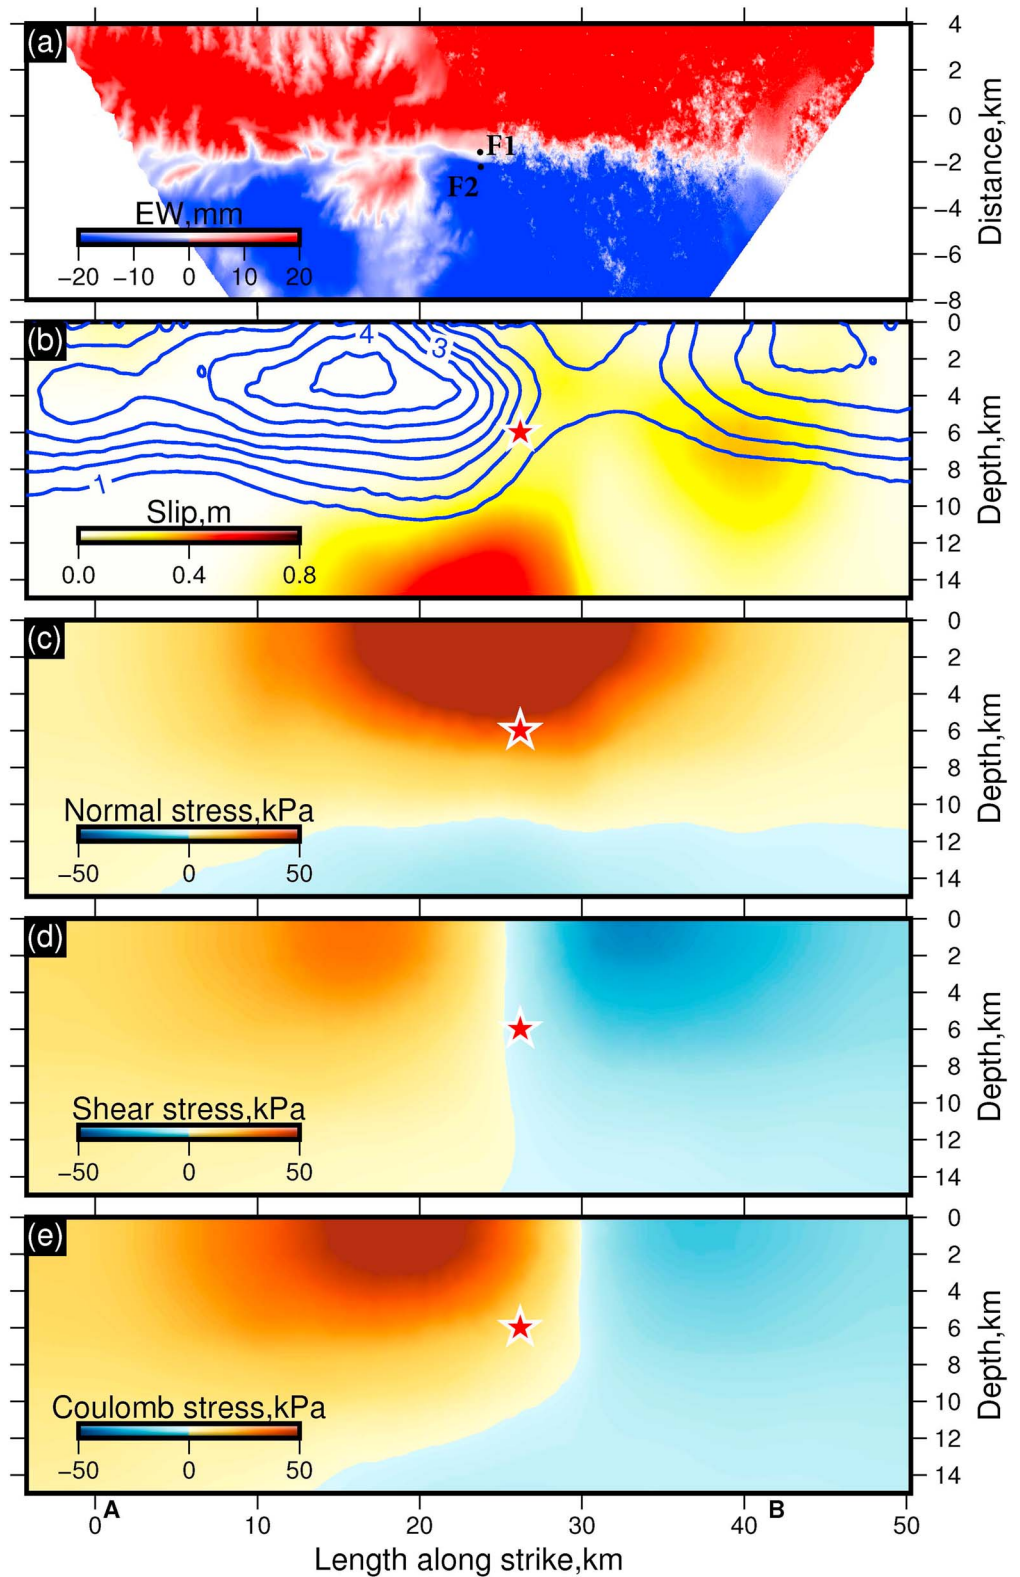 (a)
4
2
0
−2
−4
−6
−8
Distance,km
F1
F2
EW,mm
−20 −10 0 10 20
(b)
4
3
1
0
2
4
6
8
10
12
14
Depth,km
Slip,m
0.0 0.4 0.8
(c)
0
2
4
6
8
10
12
14
Depth,km
Normal stress,kPa
−50 0 50
(d)
0
2
4
6
8
10
12
14
Depth,km
Shear stress,kPa
−50 0 50
(e)
0
2
4
6
8
10
12
14
Depth,km
Coulomb stress,kPa
−50 0 50
A B
0 10 20 30 40 50
Length along strike,km